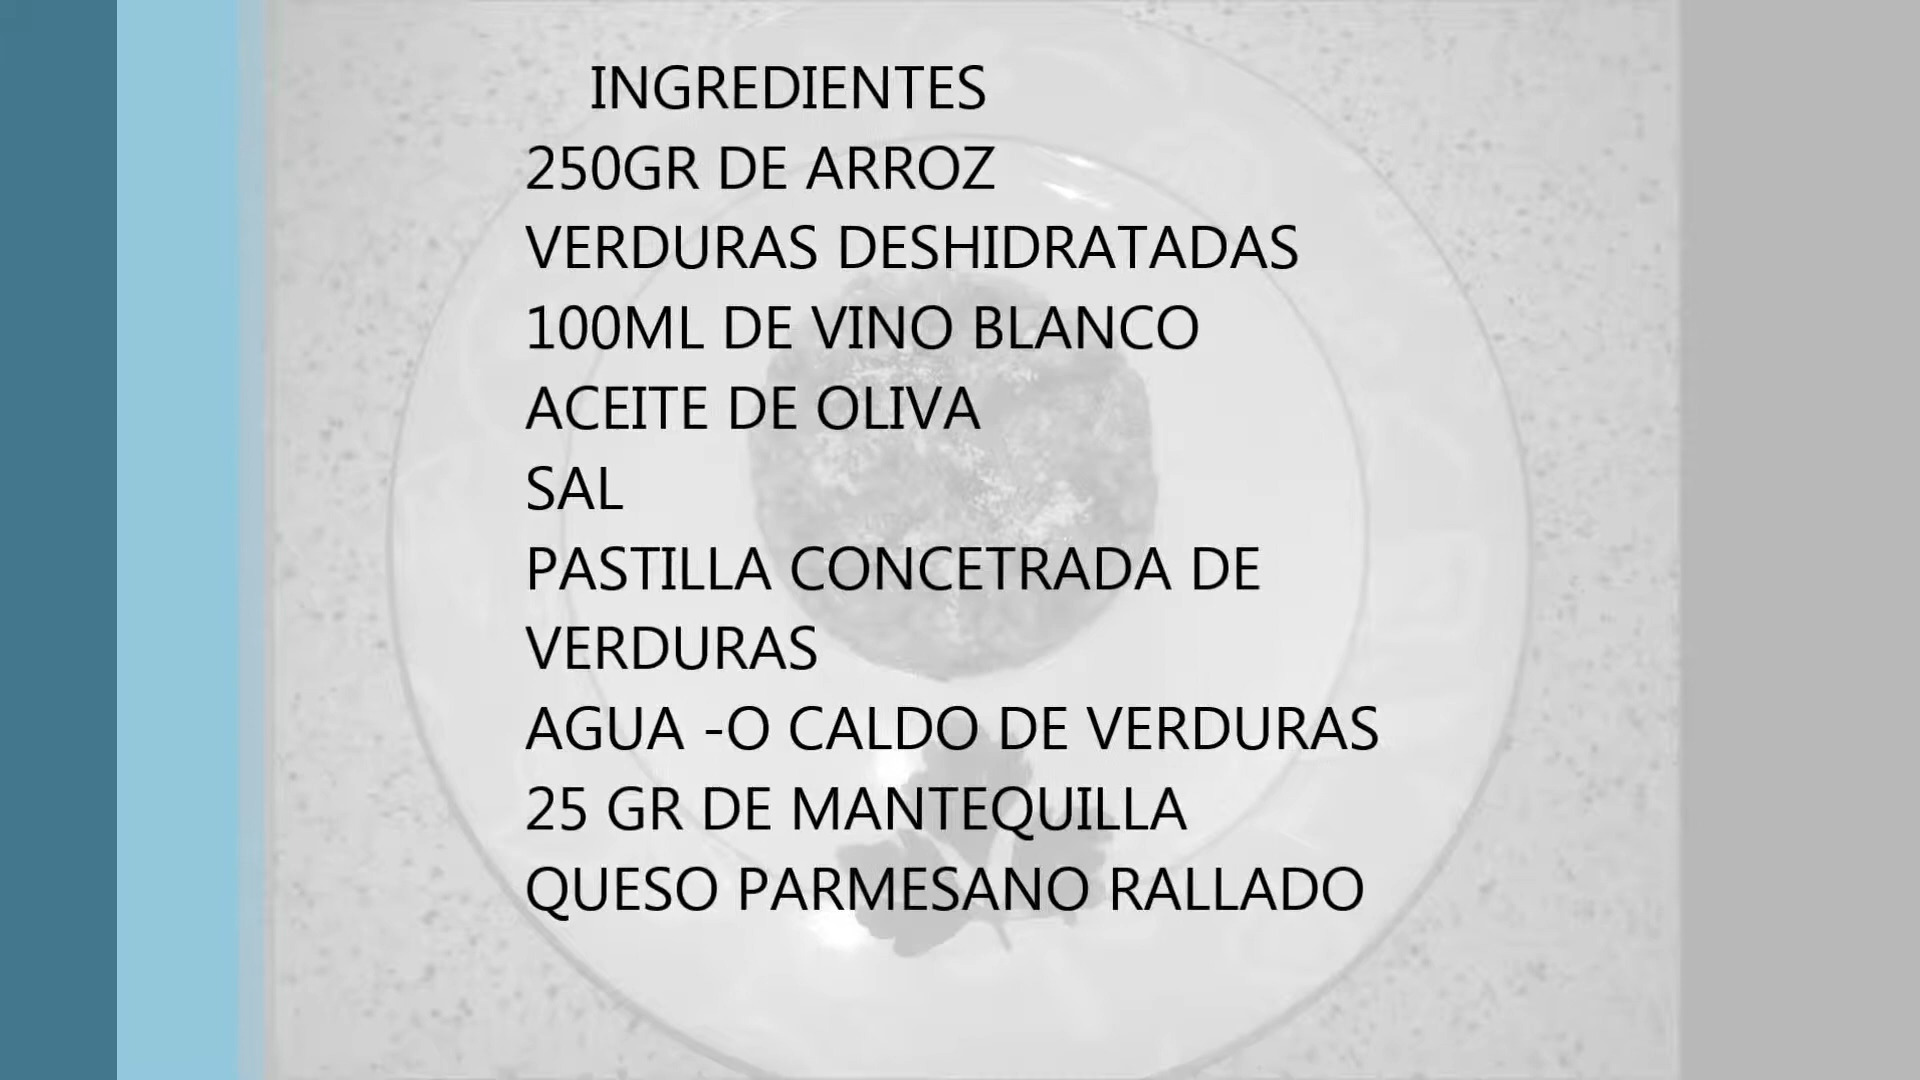 INGREDIENTES
250GR DE ARROZ
VERDURAS DESHIDRATADAS
100ML DE VINO BLANCO
ACEITE DE OLIVA
SAL
PASTILLA CONCETRADA DE
VERDURAS
AGUA -O CALDO DE VERDURAS
25 GR DE MANTEQUILLA
QUESO PARMESANO RALLADO